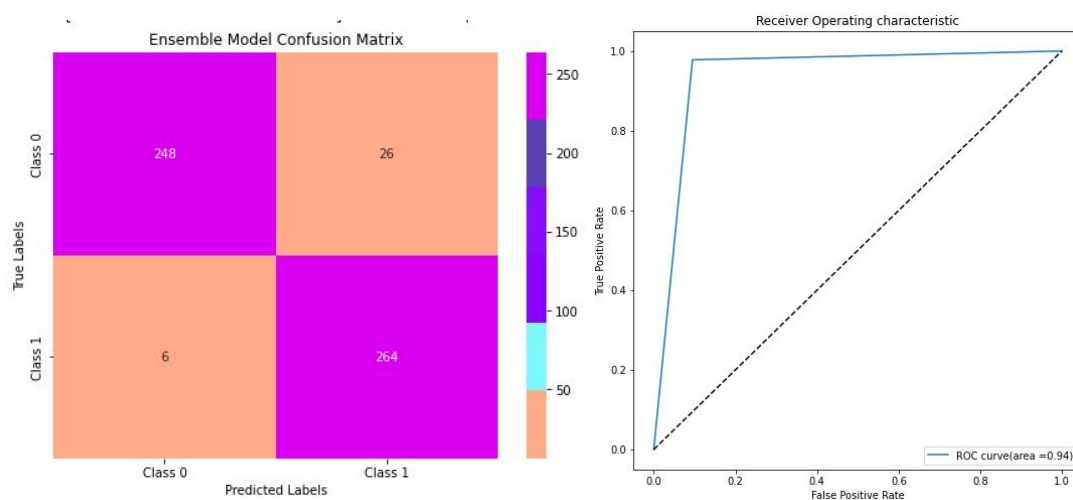 Ensemble Model Confusion Matrix
True Labels
Class 0
248
26
Class 1
6
264
Class 0
Class 1
Predicted Labels
250
200
150
100
50
Receiver Operating characteristic
True Positive Rate
1.0
0.8
0.6
0.4
0.2
0.0
0.0
0.2
0.4
0.6
0.8
1.0
False Positive Rate
ROC curve(area =0.94)